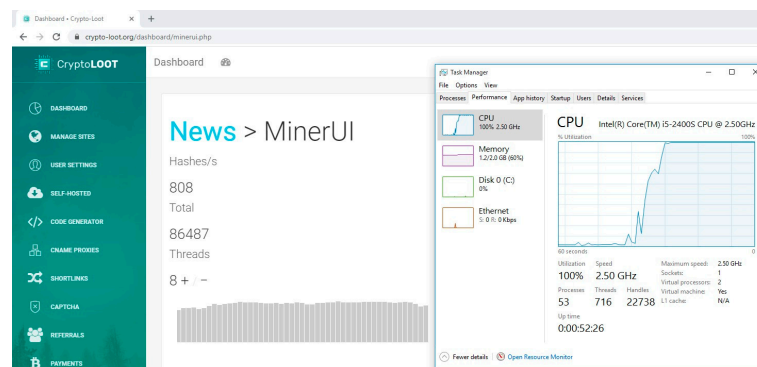 Dashboard • Crypto-Loot
crypto-loot.org/dashboard/minerui.php
CryptoLOOT
DASHBOARD
MANAGE SITES
USER SETTINGS
SELF-HOSTED
CODE GENERATOR
CNAME PROXIES
SHORTLINKS
CAPTCHA
REFERRALS
PAYMENTS
Dashboard
News > MinerUI
Hashes/s
808
Total
86487
Threads
8 + / −
Task Manager
File Options View
Processes Performance App history Startup Users Details Services
CPU
100% 2.50 GHz
Memory
1.2/2.0 GB (60%)
Disk 0 (C:)
0%
Ethernet
S: 0 R: 0 Kbps
CPU Intel(R) Core(TM) i5-2400S CPU @ 2.50GHz
% Utilization 100%
60 seconds 0
Utilization Speed Maximum speed: 2.50 GHz
100% 2.50 GHz Sockets: 1
Virtual processors: 2
Processes Threads Handles Virtual machine: Yes
53 716 22738 L1 cache: N/A
Up time
0:00:52:26
Fewer details Open Resource Monitor